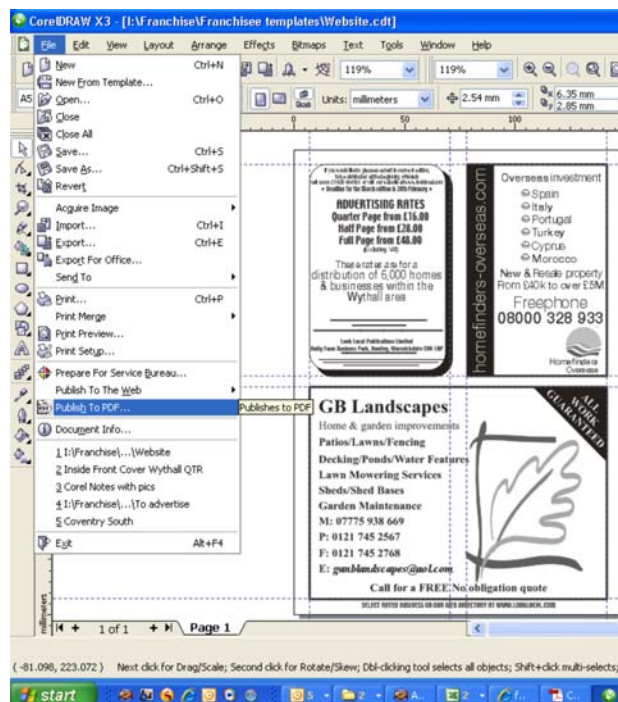 CorelDRAW X3 - [I:\Franchise\Franchisee templates\Website.cdt]
File Edit View Layout Arrange Effects Bitmaps Text Tools Window Help
New Ctrl+N
New From Template...
Open... Ctrl+O
Close
Close All
Save... Ctrl+S
Save As... Ctrl+Shift+S
Revert
Acquire Image
Import... Ctrl+I
Export... Ctrl+E
Export For Office...
Send To
Print... Ctrl+P
Print Merge
Print Preview...
Print Setup...
Prepare For Service Bureau...
Publish To The Web
Publish To PDF...
Document Info...
1 I:\Franchise\...\Website
2 Inside Front Cover Wythall QTR
3 Corel Notes with pics
4 I:\Franchise\...\To advertise
5 Coventry South
Exit Alt+F4
Publishes to PDF
119% 119%
A5
Units: millimeters 2.54 mm
6.35 mm
2.85 mm
0 50 100
ADVERTISING RATES
Quarter Page from £16.00
Half Page from £28.00
Full Page from £48.00
These rates are for a
distribution of 6,000 homes
& businesses within the
Wythall area
homefinders-overseas.com
Overseas investment
Spain
Italy
Portugal
Turkey
Cyprus
Morocco
New & Resale property
From £40k to over £5M
Freephone
08000 328 933
Homefinders
Overseas
GB Landscapes
Home & garden improvements
Patios/Lawns/Fencing
Decking/Ponds/Water Features
Lawn Mowering Services
Sheds/Shed Bases
Garden Maintenance
M: 07775 938 669
P: 0121 745 2567
F: 0121 745 2768
E: gunblandscapes@aol.com
Call for a FREE No obligation quote
ALL
WORK
GUARANTEED
millimeters
1 of 1 Page 1
(-81.098, 223.072) Next click for Drag/Scale; Second click for Rotate/Skew; Dbl-clicking tool selects all objects; Shift+click multi-selects;
start